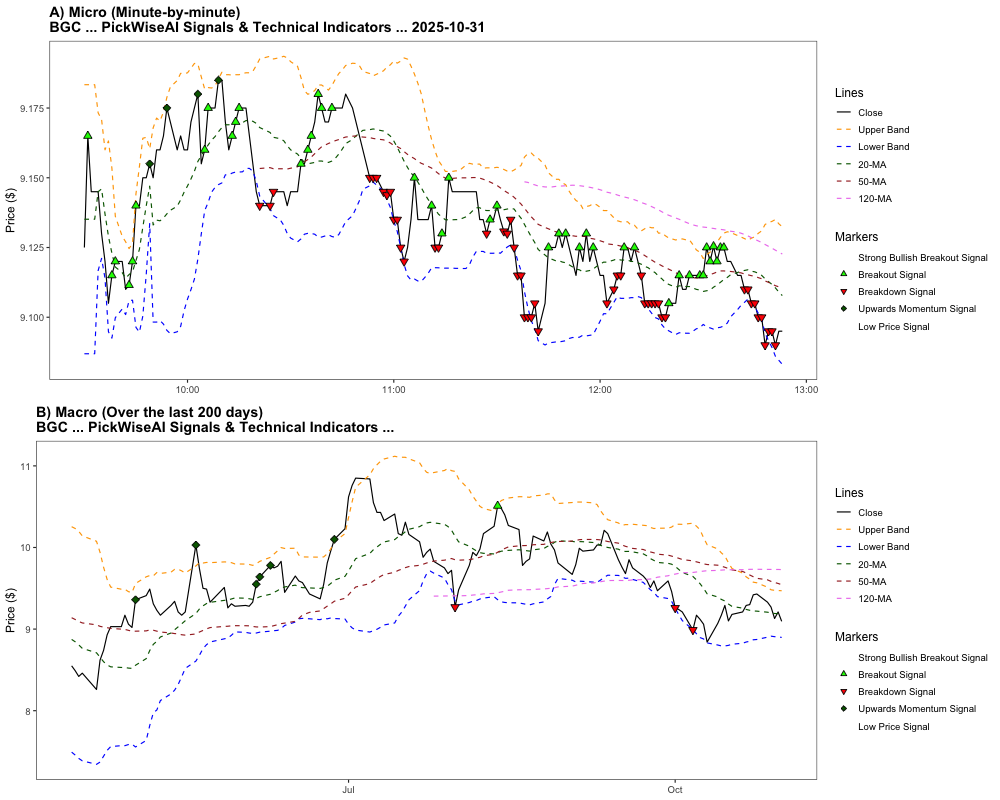 A) Micro (Minute-by-minute)
BGC ... PickWiseAI Signals & Technical Indicators ... 2025-10-31
Price ($)
9.175
9.150
9.125
9.100
10:00
11:00
12:00
13:00
Lines
Close
Upper Band
Lower Band
20-MA
50-MA
120-MA
Markers
Strong Bullish Breakout Signal
Breakout Signal
Breakdown Signal
Upwards Momentum Signal
Low Price Signal
B) Macro (Over the last 200 days)
BGC ... PickWiseAI Signals & Technical Indicators ...
Price ($)
11
10
9
8
Jul
Oct
Lines
Close
Upper Band
Lower Band
20-MA
50-MA
120-MA
Markers
Strong Bullish Breakout Signal
Breakout Signal
Breakdown Signal
Upwards Momentum Signal
Low Price Signal